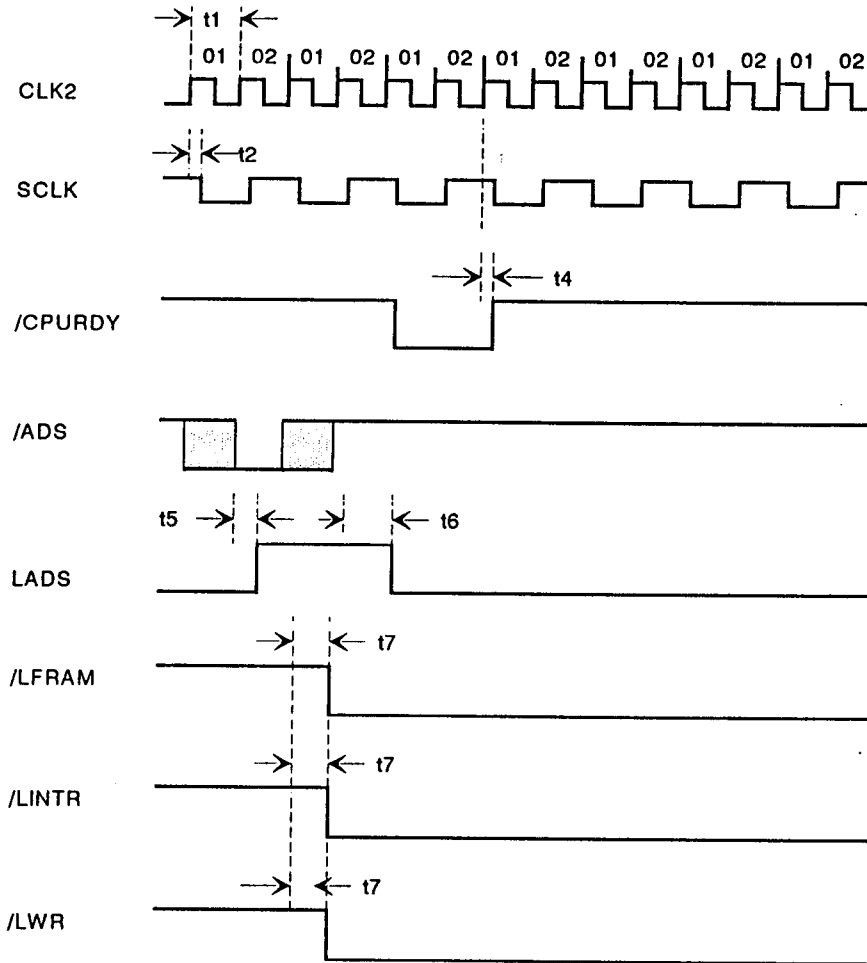 t1
01 02 01 02 01 02 01 02 01 02 01 02 01 02
CLK2
t2
SCLK
t4
/CPURDY
/ADS
t5 t6
LADS
t7
/LFRAM
t7
/LINTR
t7
/LWR